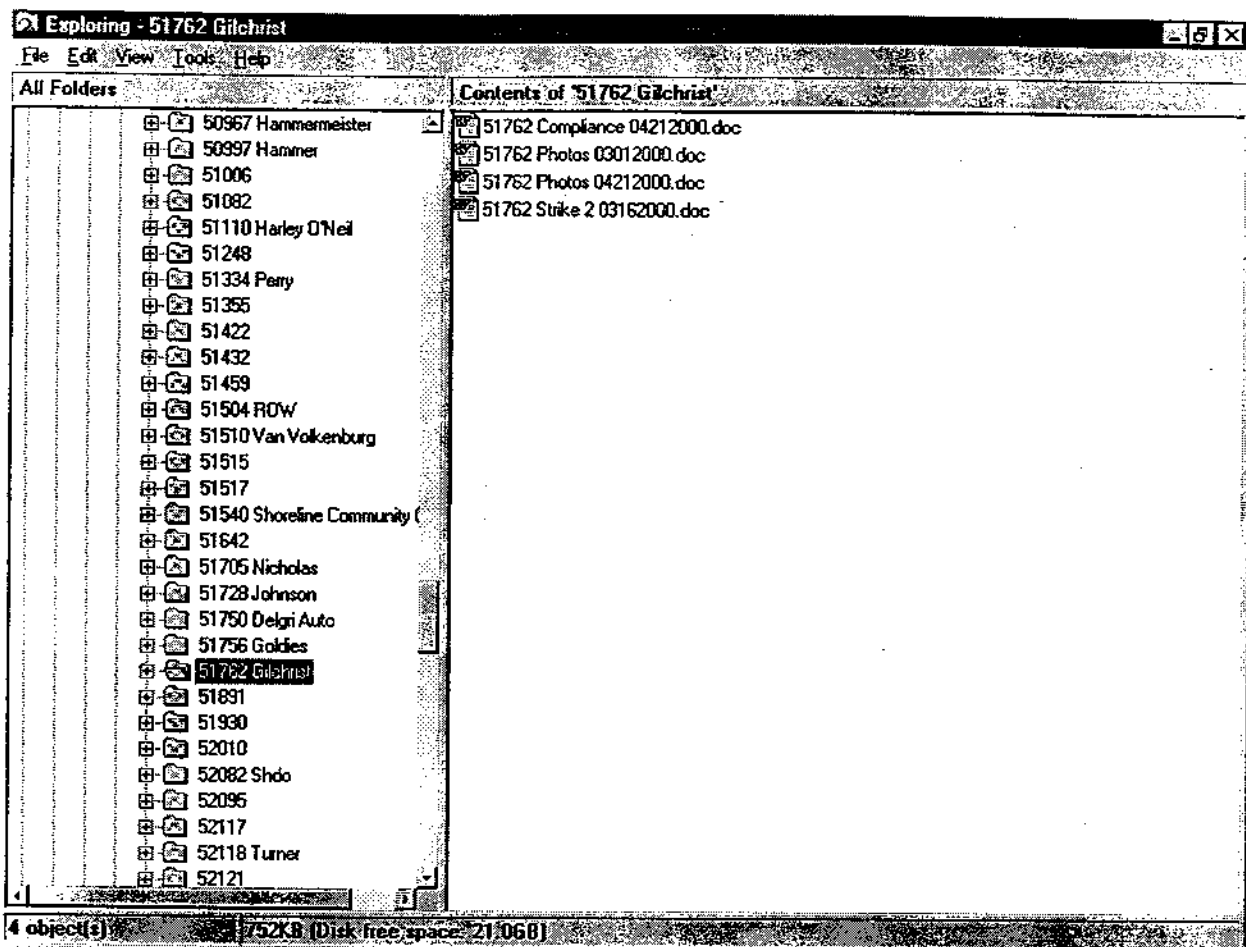 Exploring - 51762 Gilchrist
File Edit View Tools Help
All Folders
Contents of '51762 Gilchrist'
50967 Hammermeister
50997 Hammer
51006
51082
51110 Harley O'Neil
51248
51334 Perry
51355
51422
51432
51459
51504 ROW
51510 Van Volkenburg
51515
51517
51540 Shoreline Community (
51642
51705 Nicholas
51728 Johnson
51750 Delgri Auto
51756 Goldies
51762 Gilchrist
51891
51930
52010
52082 Shdo
52095
52117
52118 Turner
52121
51762 Compliance 04212000.doc
51762 Photos 03012000.doc
51762 Photos 04212000.doc
51762 Strike 2 03162000.doc
4 object(s)
752KB (Disk free space: 21.0GB)